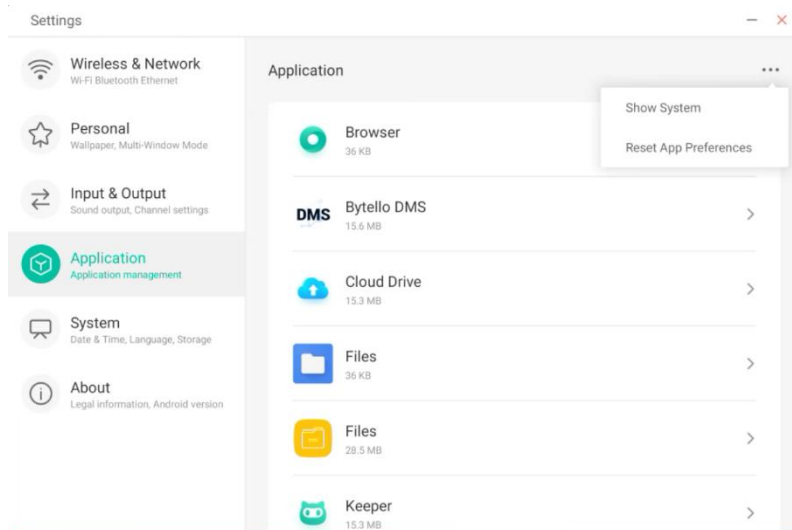 Settings
Wireless & Network
Wi-Fi Bluetooth Ethernet
Personal
Wallpaper, Multi-Window Mode
Input & Output
Sound output, Channel settings
Application
Application management
System
Date & Time, Language, Storage
About
Legal information, Android version
Application
Show System
Reset App Preferences
Browser
36 KB
DMS
Bytello DMS
15.6 MB
Cloud Drive
15.3 MB
Files
36 KB
Files
28.5 MB
Keeper
15.3 MB